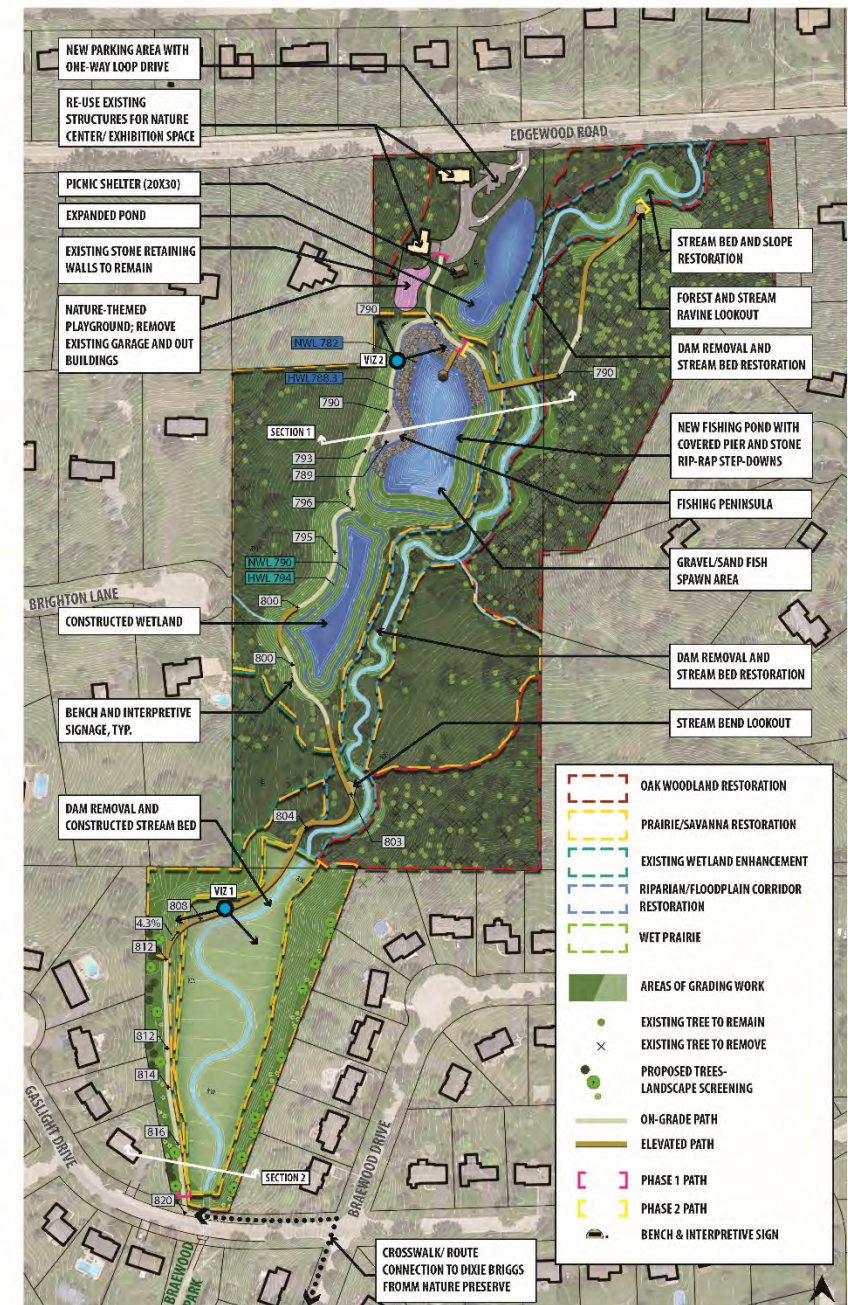 NEW PARKING AREA WITH
ONE-WAY LOOP DRIVE
RE-USE EXISTING
STRUCTURES FOR NATURE
CENTER/ EXHIBITION SPACE
EDGEWOOD ROAD
PICNIC SHELTER (20X30)
EXPANDED POND
EXISTING STONE RETAINING
WALLS TO REMAIN
NATURE-THEMED
PLAYGROUND; REMOVE
EXISTING GARAGE AND OUT
BUILDINGS
STREAM BED AND SLOPE
RESTORATION
FOREST AND STREAM
RAVINE LOOKOUT
DAM REMOVAL AND
STREAM BED RESTORATION
790
NWL 782
VIZ 2
HWL788.3
790
790
SECTION 1
793
789
796
795
NWL 790
HWL 794
800
800
NEW FISHING POND WITH
COVERED PIER AND STONE
RIP-RAP STEP-DOWNS
FISHING PENINSULA
GRAVEL/SAND FISH
SPAWN AREA
BRIGHTON LANE
CONSTRUCTED WETLAND
BENCH AND INTERPRETIVE
SIGNAGE, TYP.
DAM REMOVAL AND
STREAM BED RESTORATION
STREAM BEND LOOKOUT
DAM REMOVAL AND
CONSTRUCTED STREAM BED
804
803
VIZ 1
808
4.3%
812
812
814
816
SECTION 2
820
GASLIGHT DRIVE
BRAEWOOD DRIVE
BRAEWOOD
PARK
CROSSWALK/ ROUTE
CONNECTION TO DIXIE BRIGGS
FROMM NATURE PRESERVE
OAK WOODLAND RESTORATION
PRAIRIE/SAVANNA RESTORATION
EXISTING WETLAND ENHANCEMENT
RIPARIAN/FLOODPLAIN CORRIDOR
RESTORATION
WET PRAIRIE
AREAS OF GRADING WORK
EXISTING TREE TO REMAIN
EXISTING TREE TO REMOVE
PROPOSED TREES-
LANDSCAPE SCREENING
ON-GRADE PATH
ELEVATED PATH
PHASE 1 PATH
PHASE 2 PATH
BENCH & INTERPRETIVE SIGN